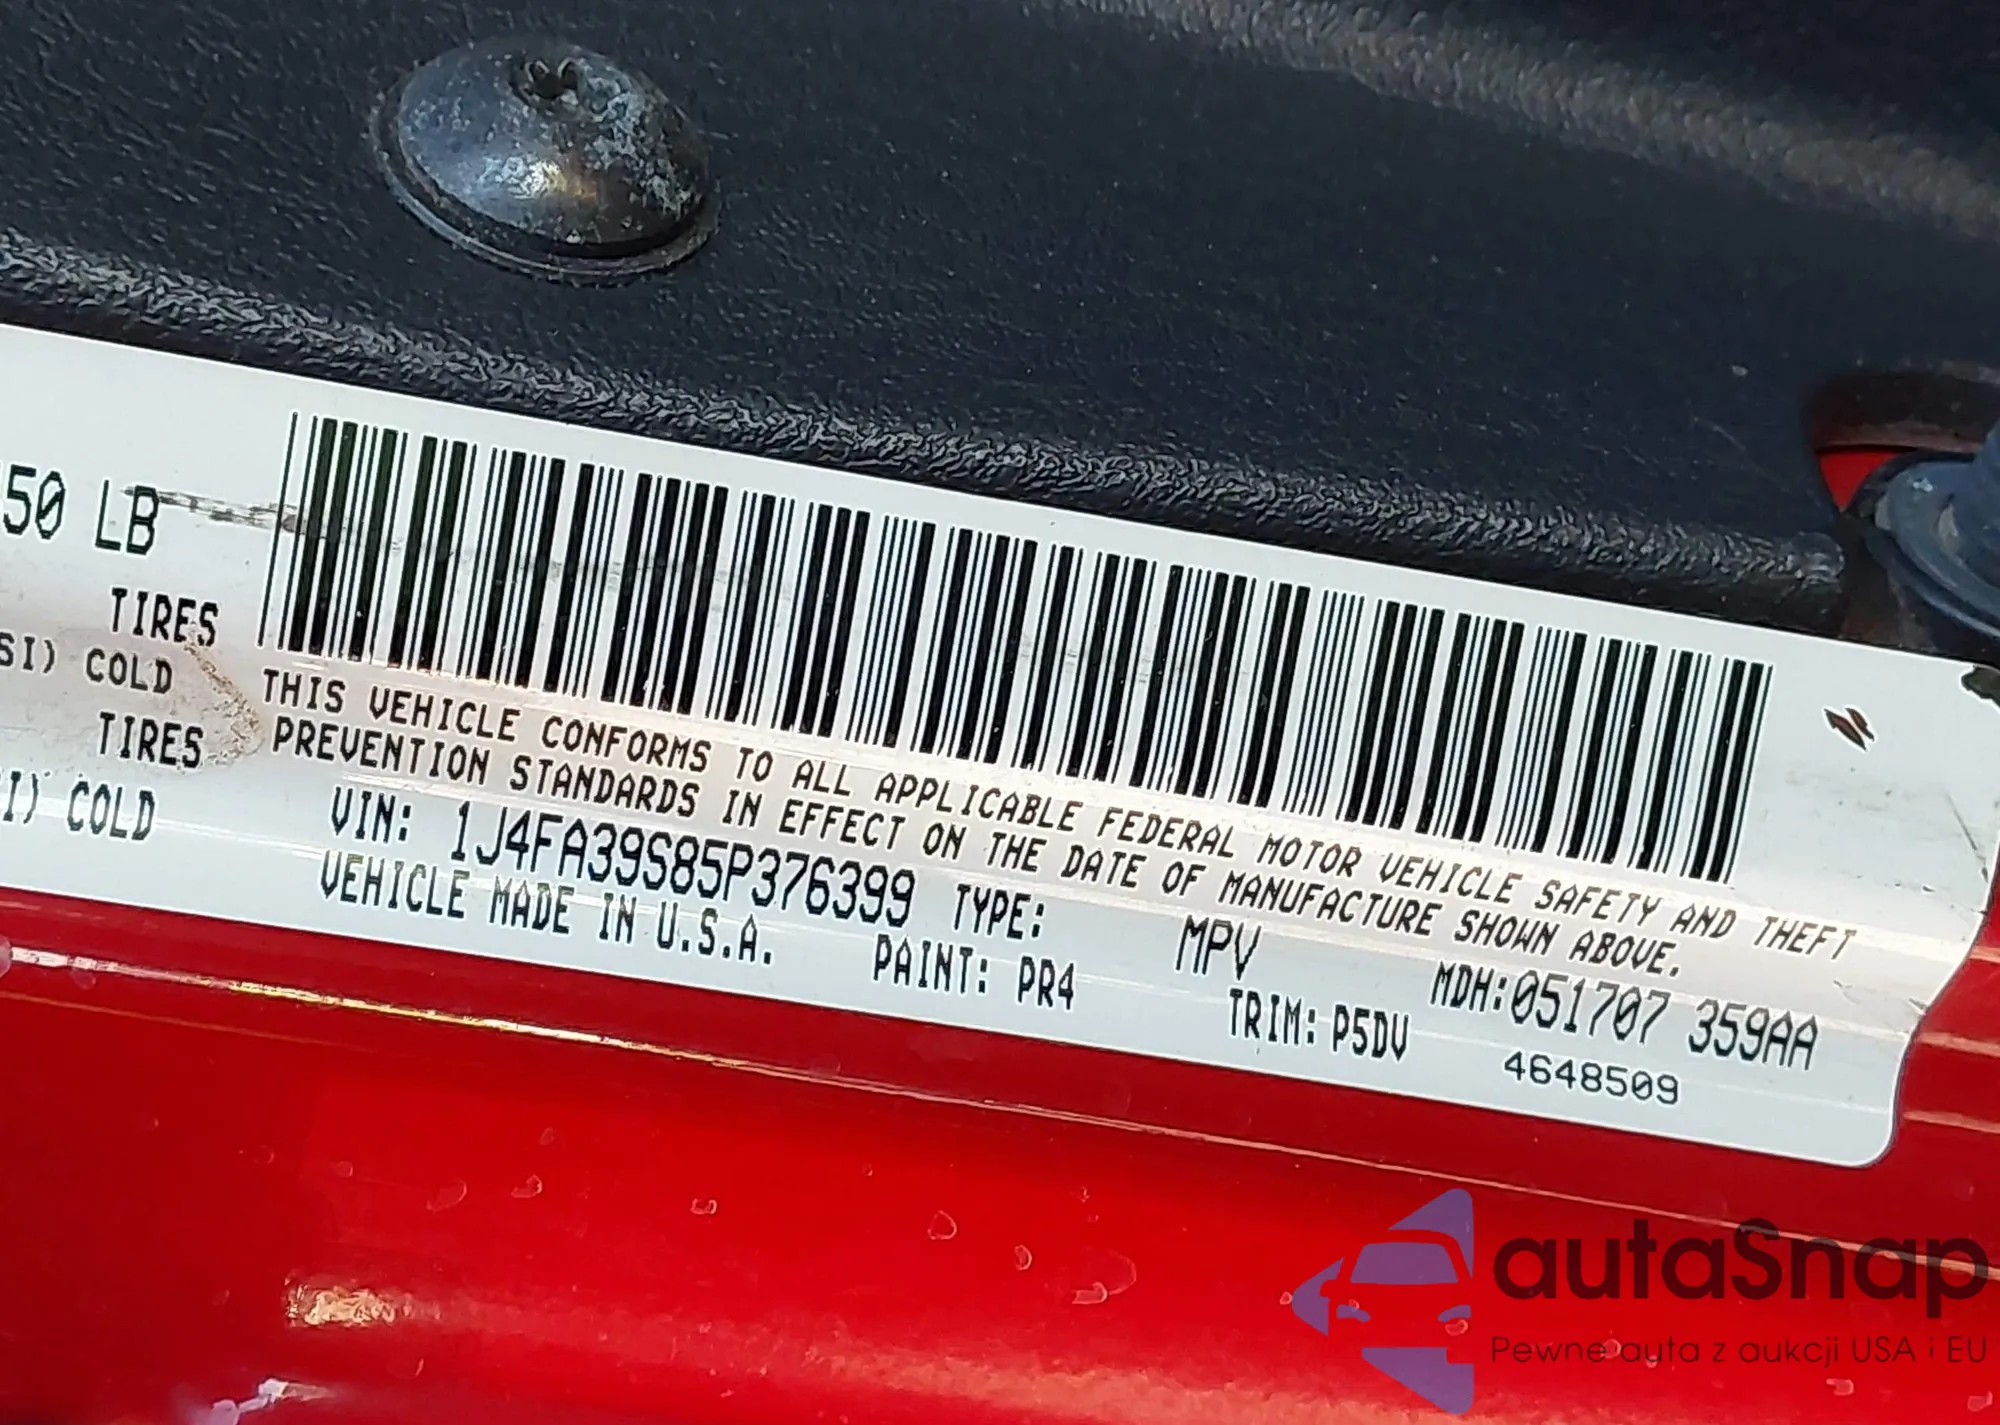 50 LB
TIRES
SI) COLD
TIRES
I) COLD
THIS VEHICLE CONFORMS TO ALL APPLICABLE FEDERAL MOTOR VEHICLE SAFETY AND THEFT
PREVENTION STANDARDS IN EFFECT ON THE DATE OF MANUFACTURE SHOWN ABOVE.
VIN: 1J4FA39S85P376399 TYPE: MPV MDH:051707 359AA
VEHICLE MADE IN U.S.A. PAINT: PR4 TRIM: P5DV 4648509
autaSnap
Pewne auta z aukcji USA i EU